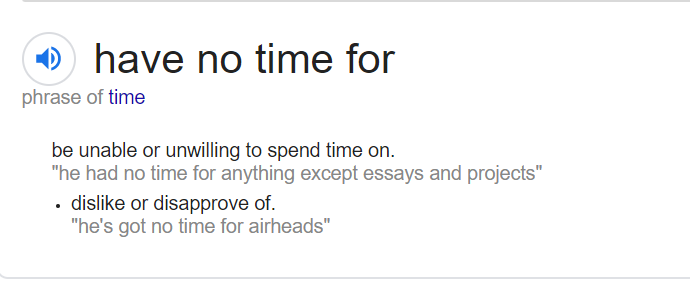 have no time for
phrase of time
be unable or unwilling to spend time on.
"he had no time for anything except essays and projects"
• dislike or disapprove of.
"he's got no time for airheads"